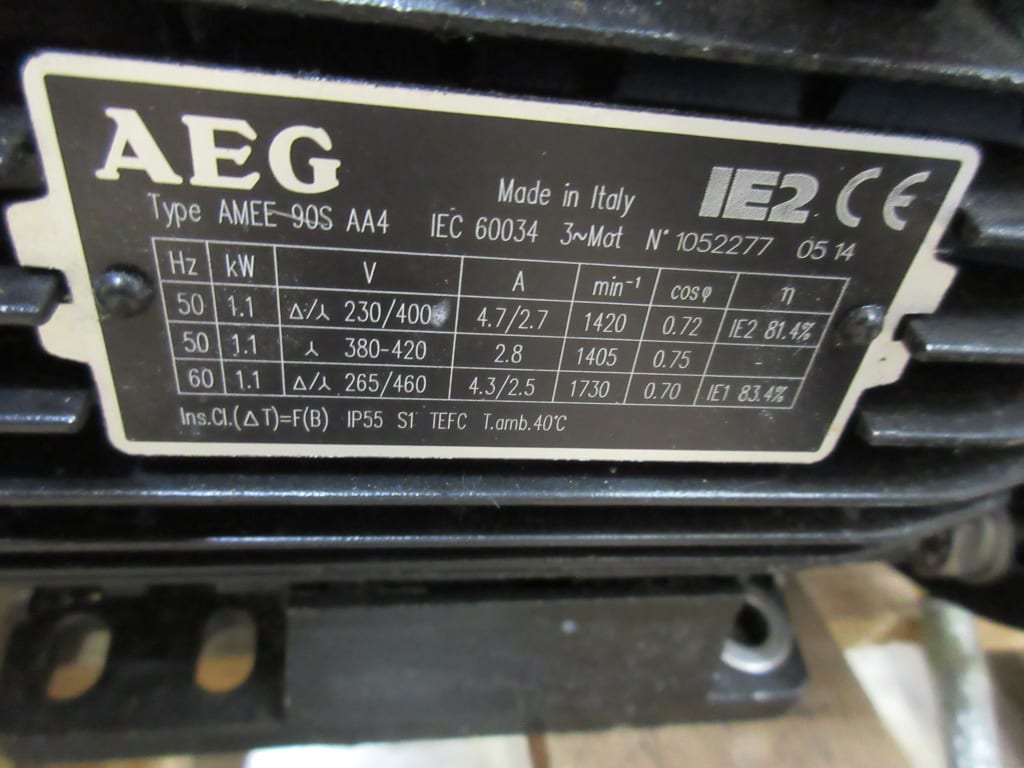 AEG
Made in Italy IE2 CE
Type AMEE 90S AA4 IEC 60034 3~Mot N° 1052277 05 14
Hz kW V A min⁻¹ cosφ η
50 1.1 Δ/⅄ 230/400 4.7/2.7 1420 0.72 IE2 81.4%
50 1.1 ⅄ 380-420 2.8 1405 0.75 -
60 1.1 Δ/⅄ 265/460 4.3/2.5 1730 0.70 IE1 83.4%
Ins.Cl.(ΔT)=F(B) IP55 S1 TEFC T.amb.40°C